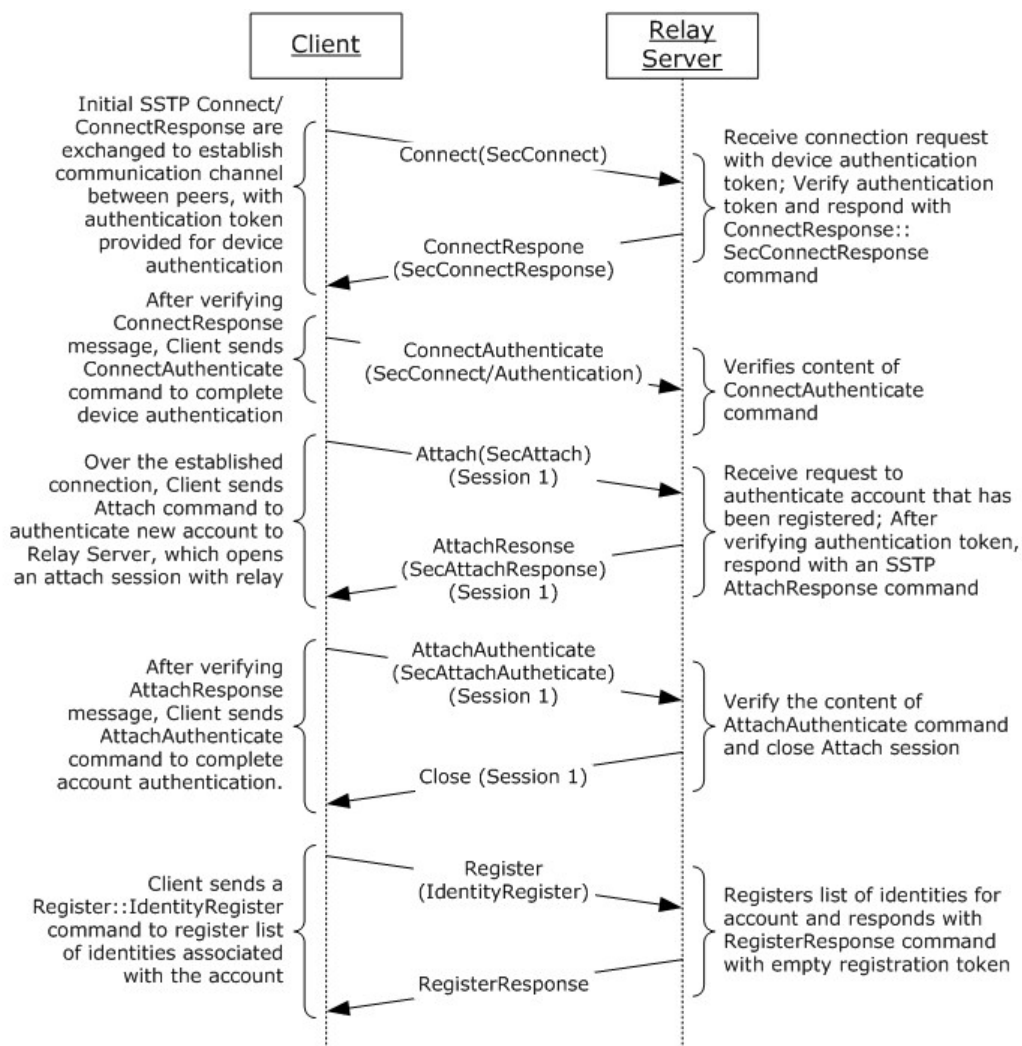 Client
Relay
Server
Initial SSTP Connect/
ConnectResponse are
exchanged to establish
communication channel
between peers, with
authentication token
provided for device
authentication
Connect(SecConnect)
Receive connection request
with device authentication
token; Verify authentication
token and respond with
ConnectResponse::
SecConnectResponse
command
ConnectRespone
(SecConnectResponse)
After verifying
ConnectResponse
message, Client sends
ConnectAuthenticate
command to complete
device authentication
ConnectAuthenticate
(SecConnect/Authentication)
Verifies content of
ConnectAuthenticate
command
Over the established
connection, Client sends
Attach command to
authenticate new account to
Relay Server, which opens
an attach session with relay
Attach(SecAttach)
(Session 1)
Receive request to
authenticate account that has
been registered; After
verifying authentication token,
respond with an SSTP
AttachResponse command
AttachResonse
(SecAttachResponse)
(Session 1)
After verifying
AttachResponse
message, Client sends
AttachAuthenticate
command to complete
account authentication.
AttachAuthenticate
(SecAttachAutheticate)
(Session 1)
Verify the content of
AttachAuthenticate command
and close Attach session
Close (Session 1)
Client sends a
Register::IdentityRegister
command to register list
of identities associated
with the account
Register
(IdentityRegister)
Registers list of identities for
account and responds with
RegisterResponse command
with empty registration token
RegisterResponse